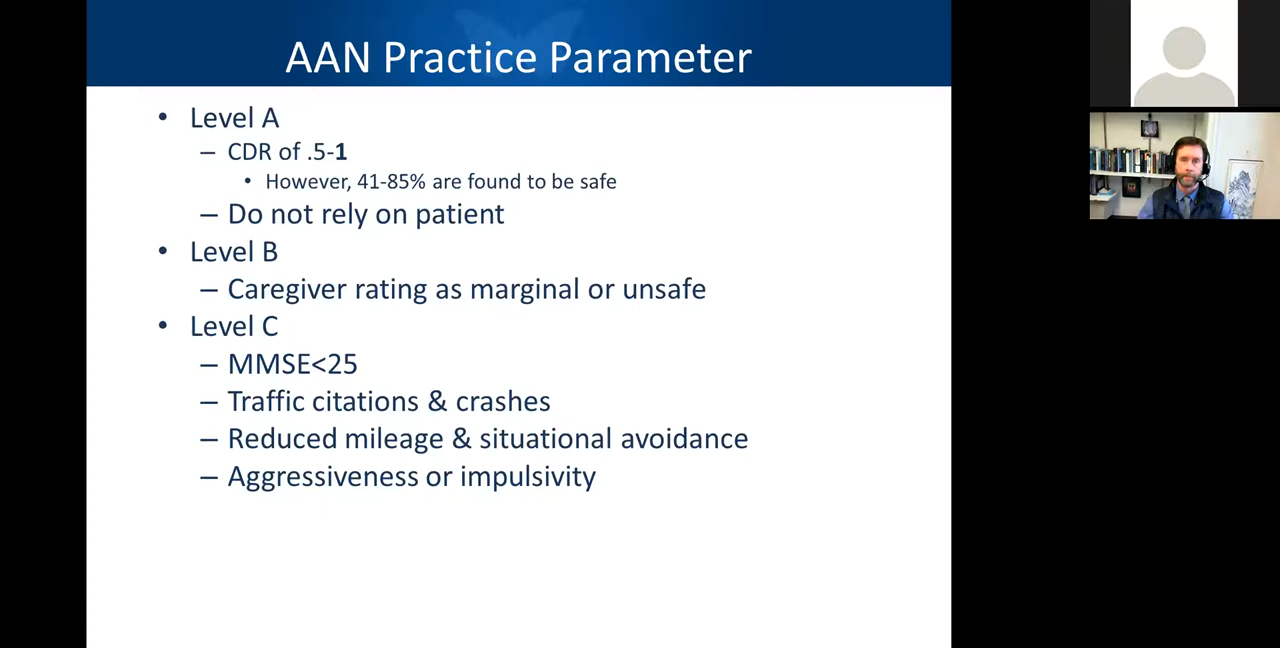 AAN Practice Parameter
• Level A
– CDR of .5-1
• However, 41-85% are found to be safe
– Do not rely on patient
• Level B
– Caregiver rating as marginal or unsafe
• Level C
– MMSE<25
– Traffic citations & crashes
– Reduced mileage & situational avoidance
– Aggressiveness or impulsivity